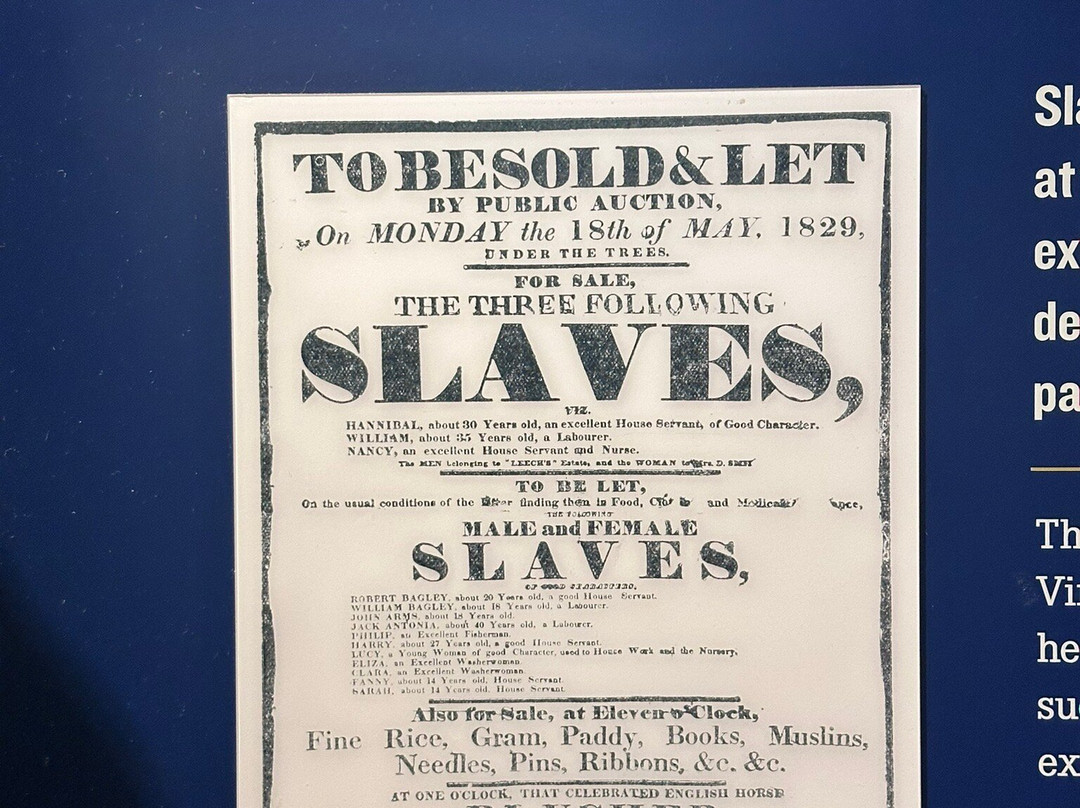 TO BE SOLD & LET
BY PUBLIC AUCTION,
On MONDAY the 18th of MAY, 1829,
UNDER THE TREES.
FOR SALE,
THE THREE FOLLOWING
SLAVES,
VIZ.
HANNIBAL, about 30 Years old, an excellent House Servant, of Good Character.
WILLIAM, about 35 Years old, a Labourer.
NANCY, an excellent House Servant and Nurse.
The MEN belonging to "LEECH'S" Estate, and the WOMAN to Mrs. D. SMIT
TO BE LET,
On the usual conditions of the finding them in Food, and
THE FOLLOWING
MALE and FEMALE
SLAVES,
OF GOOD CHARACTERS,
ROBERT BAGLEY, about 20 Years old, a good House Servant.
WILLIAM BAGLEY, about 18 Years old, a Labourer.
JOHN ARMS, about 18 Years old.
JACK ANTONIA, about 40 Years old, a Labourer.
PHILIP, an Excellent Fisherman.
HARRY, about 27 Years old, a good House Servant.
LUCY, a Young Woman of good Character, used to House Work and the Nursery,
ELIZA, an Excellent Washerwoman.
CLARA, an Excellent Washerwoman.
FANNY, about 14 Years old, House Servant.
SARAH, about 14 Years old, House Servant.
Also for Sale, at Eleven o'Clock,
Fine Rice, Gram, Paddy, Books, Muslins,
Needles, Pins, Ribbons, &c. &c.
AT ONE O'CLOCK, THAT CELEBRATED ENGLISH HORSE
Sla
at
ex
de
pa
Th
Vi
he
su
ex